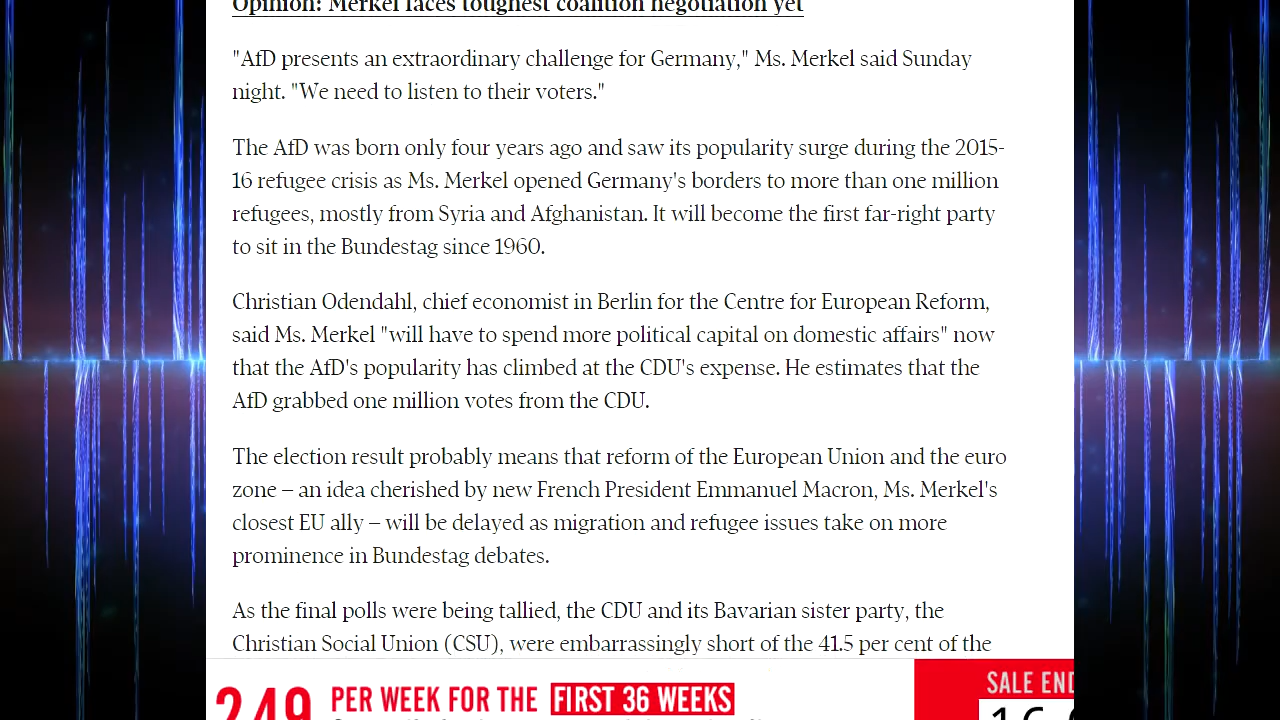 Opinion: Merkel faces toughest coalition negotiation yet
"AfD presents an extraordinary challenge for Germany," Ms. Merkel said Sunday
night. "We need to listen to their voters."
The AfD was born only four years ago and saw its popularity surge during the 2015-
16 refugee crisis as Ms. Merkel opened Germany's borders to more than one million
refugees, mostly from Syria and Afghanistan. It will become the first far-right party
to sit in the Bundestag since 1960.
Christian Odendahl, chief economist in Berlin for the Centre for European Reform,
said Ms. Merkel "will have to spend more political capital on domestic affairs" now
that the AfD's popularity has climbed at the CDU's expense. He estimates that the
AfD grabbed one million votes from the CDU.
The election result probably means that reform of the European Union and the euro
zone – an idea cherished by new French President Emmanuel Macron, Ms. Merkel's
closest EU ally – will be delayed as migration and refugee issues take on more
prominence in Bundestag debates.
As the final polls were being tallied, the CDU and its Bavarian sister party, the
Christian Social Union (CSU), were embarrassingly short of the 41.5 per cent of the
249 PER WEEK FOR THE FIRST 36 WEEKS
SALE END